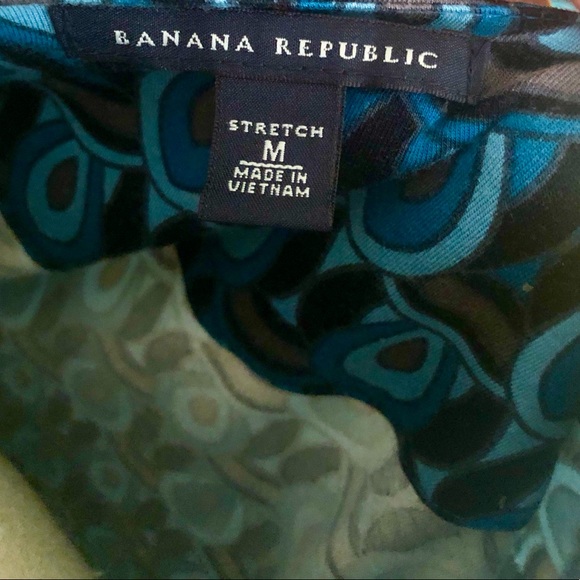 BANANA REPUBLIC
STRETCH
M
MADE IN
VIETNAM